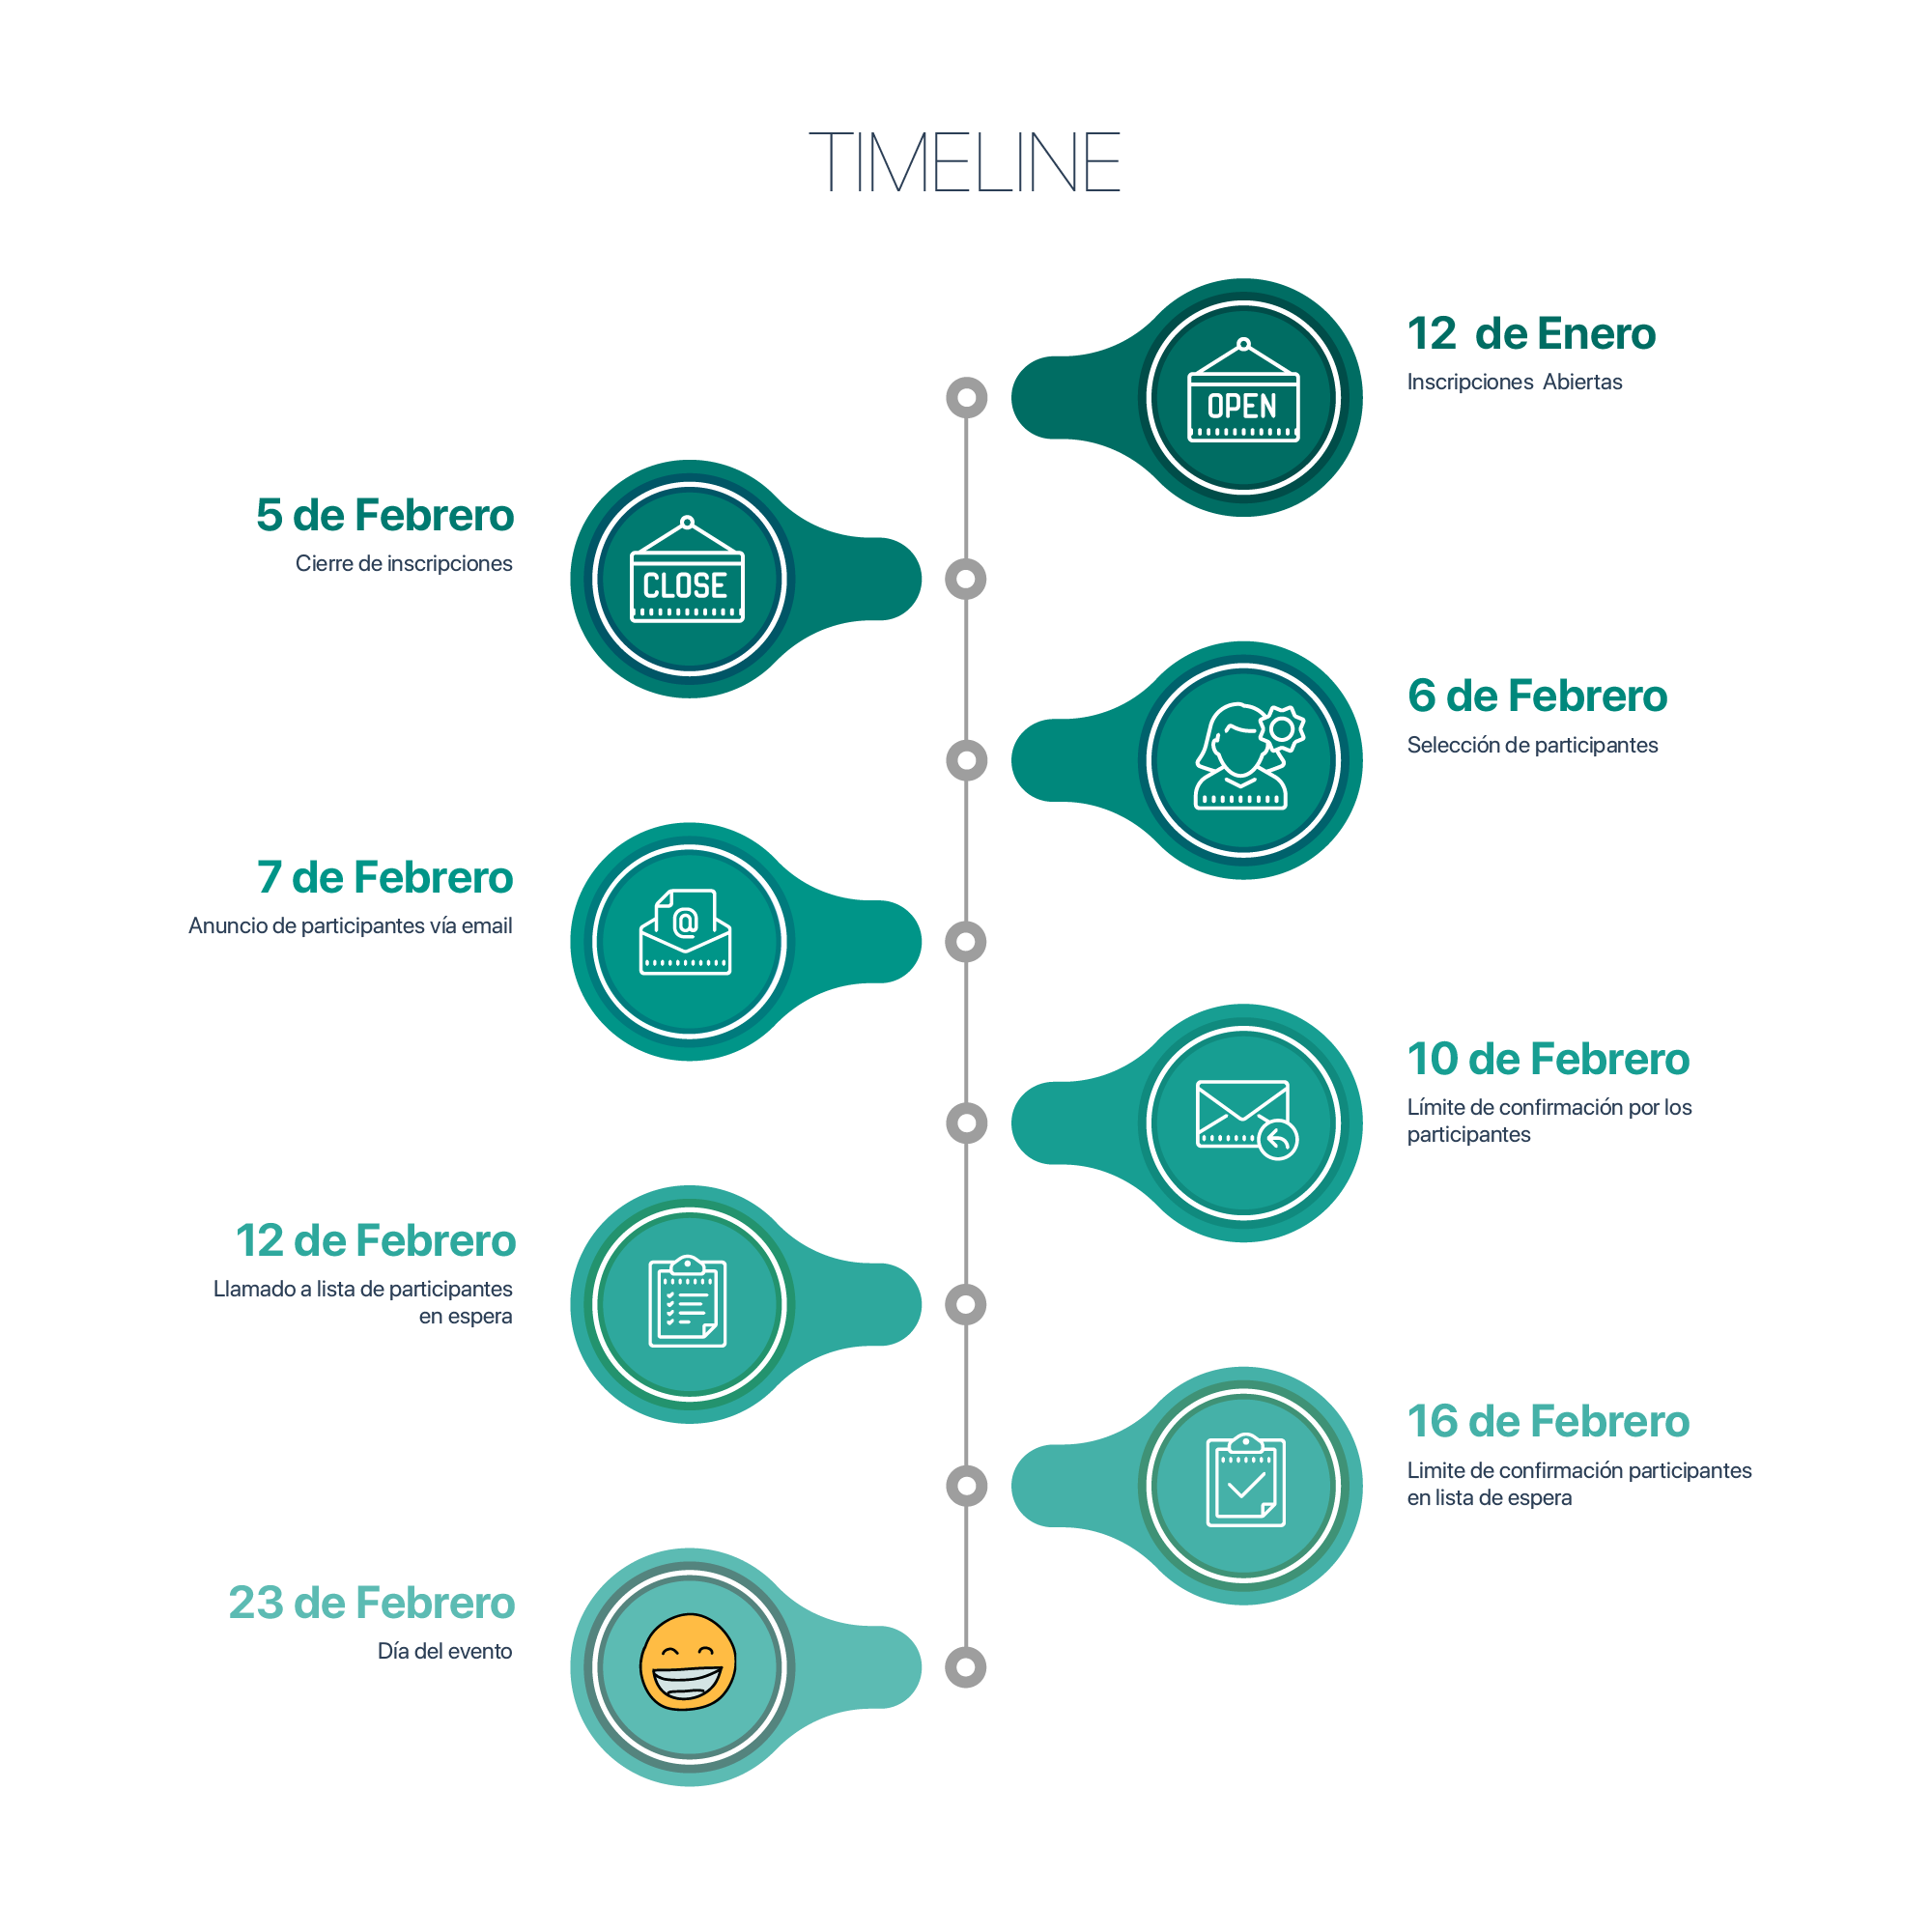 TIMELINE
12 de Enero
Inscripciones Abiertas
OPEN
5 de Febrero
Cierre de inscripciones
CLOSE
6 de Febrero
Selección de participantes
7 de Febrero
Anuncio de participantes vía email
@
10 de Febrero
Límite de confirmación por los
participantes
12 de Febrero
Llamado a lista de participantes
en espera
16 de Febrero
Limite de confirmación participantes
en lista de espera
23 de Febrero
Día del evento